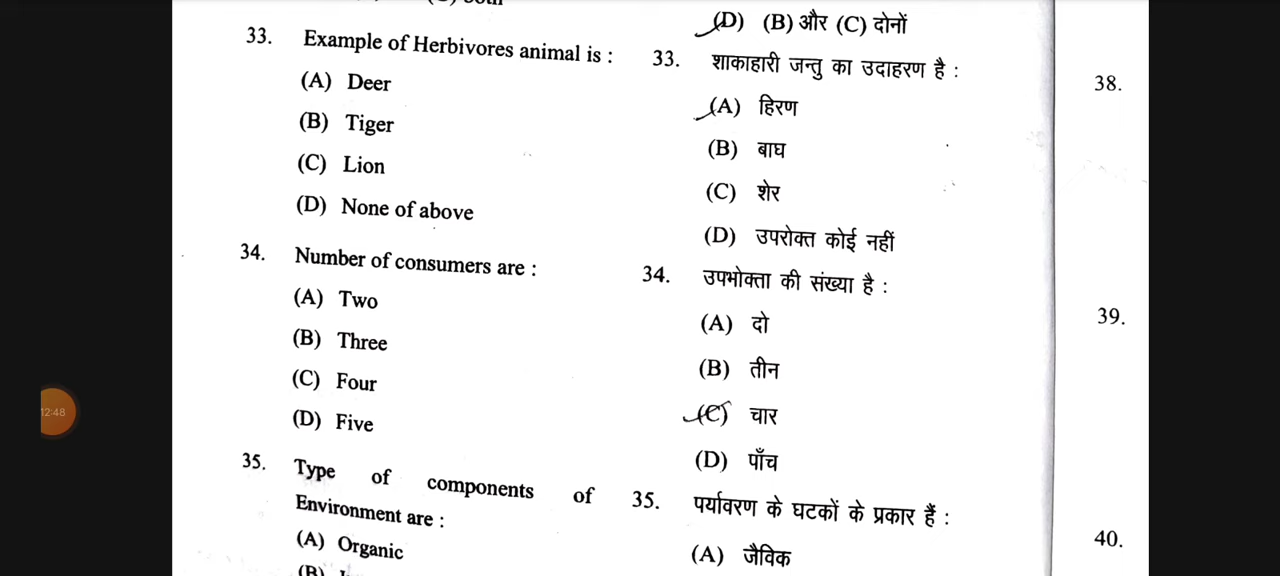 33. Example of Herbivores animal is :
(A) Deer
(B) Tiger
(C) Lion
(D) None of above
34. Number of consumers are :
(A) Two
(B) Three
(C) Four
(D) Five
35. Type of components of
Environment are :
(A) Organic
(B)
(D) (B) और (C) दोनों
33. शाकाहारी जन्तु का उदाहरण है :
(A) हिरण
(B) बाघ
(C) शेर
(D) उपरोक्त कोई नहीं
34. उपभोक्ता की संख्या है :
(A) दो
(B) तीन
(C) चार
(D) पाँच
35. पर्यावरण के घटकों के प्रकार हैं :
(A) जैविक
38.
39.
40.
12:48